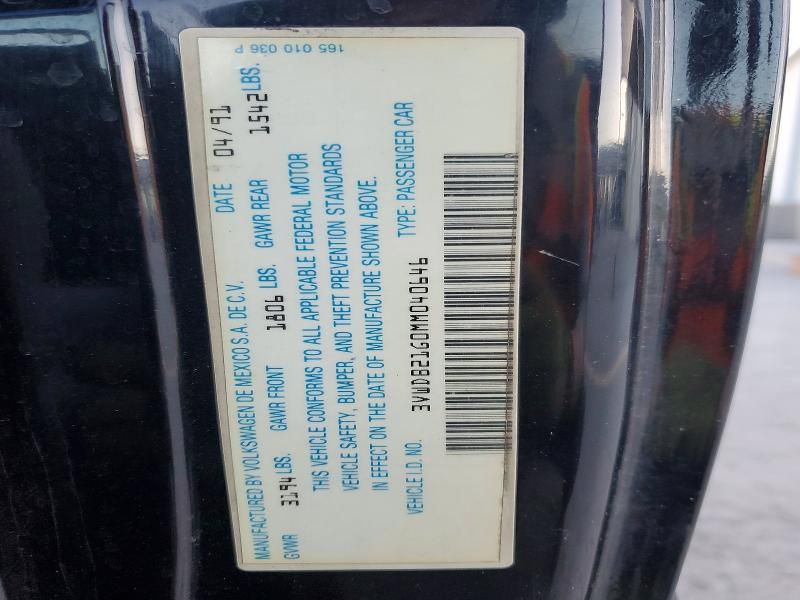 165 010 036 P
MANUFACTURED BY VOLKSWAGEN DE MEXICO S.A. DE C.V. DATE 04/91
GVWR 3194 LBS. GAWR FRONT 1806 LBS. GAWR REAR 1542 LBS.
THIS VEHICLE CONFORMS TO ALL APPLICABLE FEDERAL MOTOR
VEHICLE SAFETY, BUMPER, AND THEFT PREVENTION STANDARDS
IN EFFECT ON THE DATE OF MANUFACTURE SHOWN ABOVE.
VEHICLE I.D. NO. 3VWDB21G0MM040646 TYPE: PASSENGER CAR